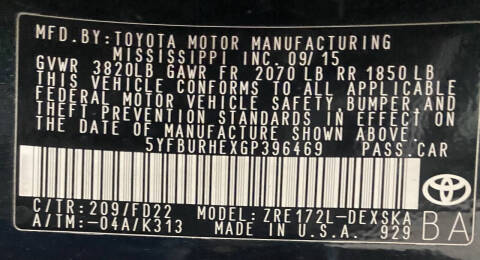 MFD.BY:TOYOTA MOTOR MANUFACTURING
MISSISSIPPI INC. 09/15
GVWR 3820LB GAWR FR 2070 LB RR 1850 LB
THIS VEHICLE CONFORMS TO ALL APPLICABLE
FEDERAL MOTOR VEHICLE SAFETY,BUMPER,AND
THEFT PREVENTION STANDARDS IN EFFECT ON
THE DATE OF MANUFACTURE SHOWN ABOVE.
5YFBURHEXGP396469 PASS.CAR
C/TR:209/FD22 MODEL: ZRE172L-DEXSKA
A/TM:-04A/K313 MADE IN U.S.A. 929 BA
TOYOTA